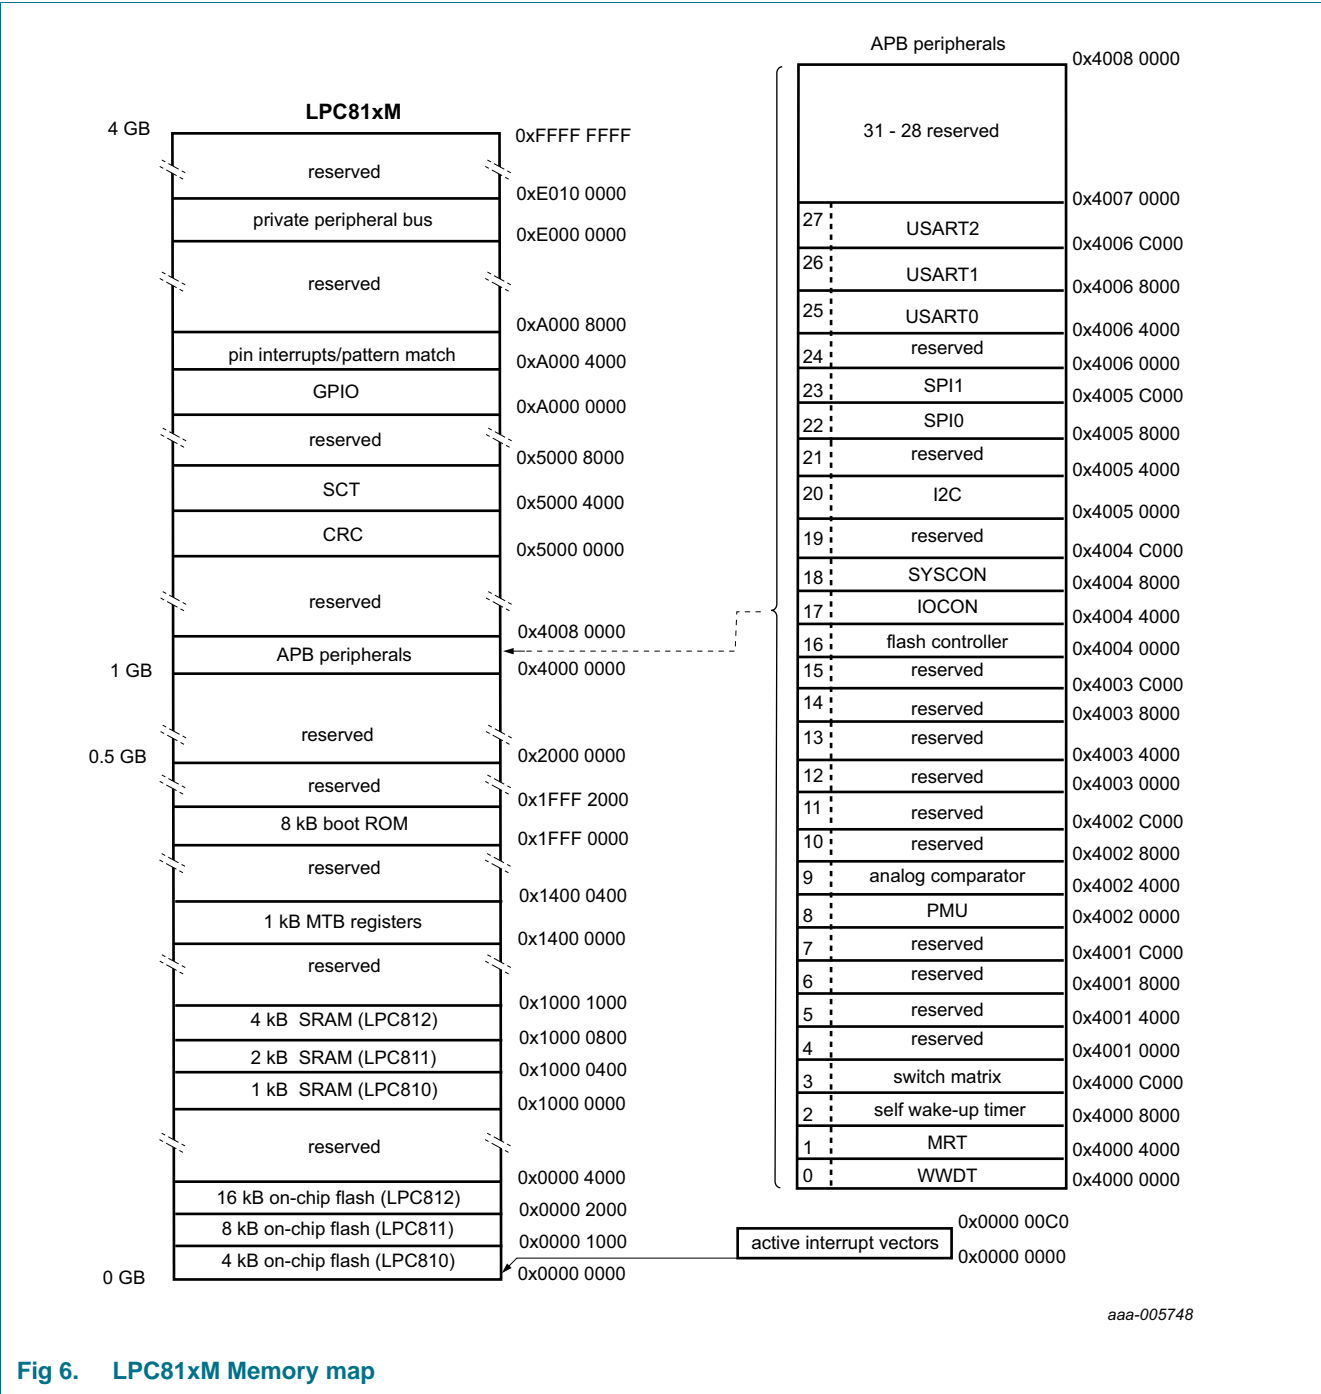 APB peripherals
0x4008 0000
31 - 28 reserved
0x4007 0000
27 USART2
0x4006 C000
26 USART1
0x4006 8000
25 USART0
0x4006 4000
24 reserved
0x4006 0000
23 SPI1
0x4005 C000
22 SPI0
0x4005 8000
21 reserved
0x4005 4000
20 I2C
0x4005 0000
19 reserved
0x4004 C000
18 SYSCON
0x4004 8000
17 IOCON
0x4004 4000
16 flash controller
0x4004 0000
15 reserved
0x4003 C000
14 reserved
0x4003 8000
13 reserved
0x4003 4000
12 reserved
0x4003 0000
11 reserved
0x4002 C000
10 reserved
0x4002 8000
9 analog comparator
0x4002 4000
8 PMU
0x4002 0000
7 reserved
0x4001 C000
6 reserved
0x4001 8000
5 reserved
0x4001 4000
4 reserved
0x4001 0000
3 switch matrix
0x4000 C000
2 self wake-up timer
0x4000 8000
1 MRT
0x4000 4000
0 WWDT
0x4000 0000
LPC81xM
4 GB
0xFFFF FFFF
reserved
0xE010 0000
private peripheral bus
0xE000 0000
reserved
0xA000 8000
pin interrupts/pattern match
0xA000 4000
GPIO
0xA000 0000
reserved
0x5000 8000
SCT
0x5000 4000
CRC
0x5000 0000
reserved
0x4008 0000
APB peripherals
1 GB
0x4000 0000
reserved
0.5 GB
0x2000 0000
reserved
0x1FFF 2000
8 kB boot ROM
0x1FFF 0000
reserved
0x1400 0400
1 kB MTB registers
0x1400 0000
reserved
0x1000 1000
4 kB SRAM (LPC812)
0x1000 0800
2 kB SRAM (LPC811)
0x1000 0400
1 kB SRAM (LPC810)
0x1000 0000
reserved
0x0000 4000
16 kB on-chip flash (LPC812)
0x0000 2000
8 kB on-chip flash (LPC811)
0x0000 1000
4 kB on-chip flash (LPC810)
0 GB
0x0000 0000
0x0000 00C0
active interrupt vectors
0x0000 0000
aaa-005748
Fig 6. LPC81xM Memory map